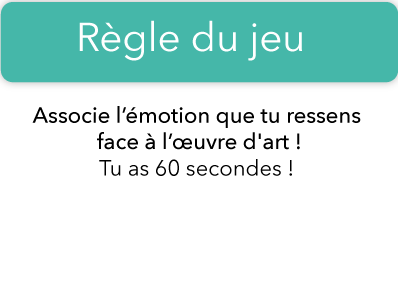 Règle du jeu
Associe l’émotion que tu ressens
face à l’œuvre d'art !
Tu as 60 secondes !